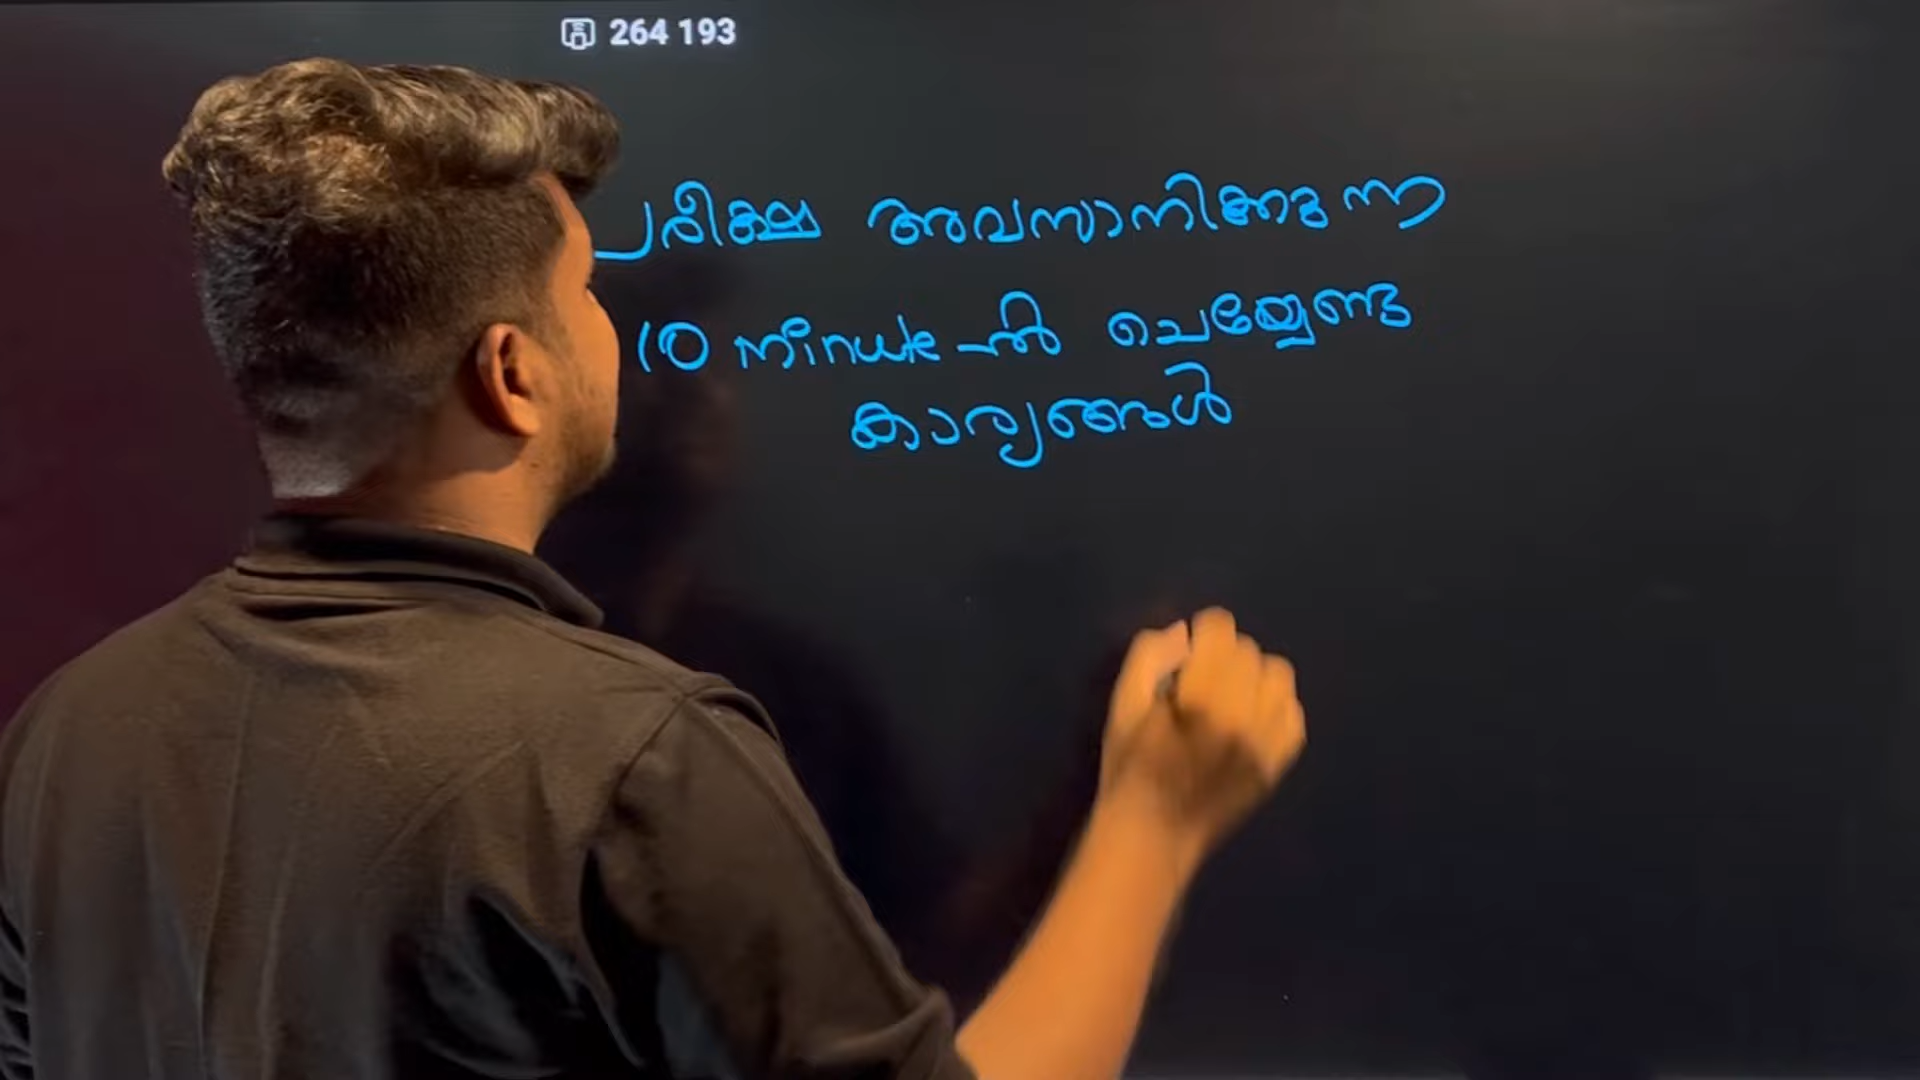 264 193
പരീക്ഷ അവസാനിക്കുന്ന
10 minute-ൽ ചെയ്യേണ്ട
കാര്യങ്ങൾ